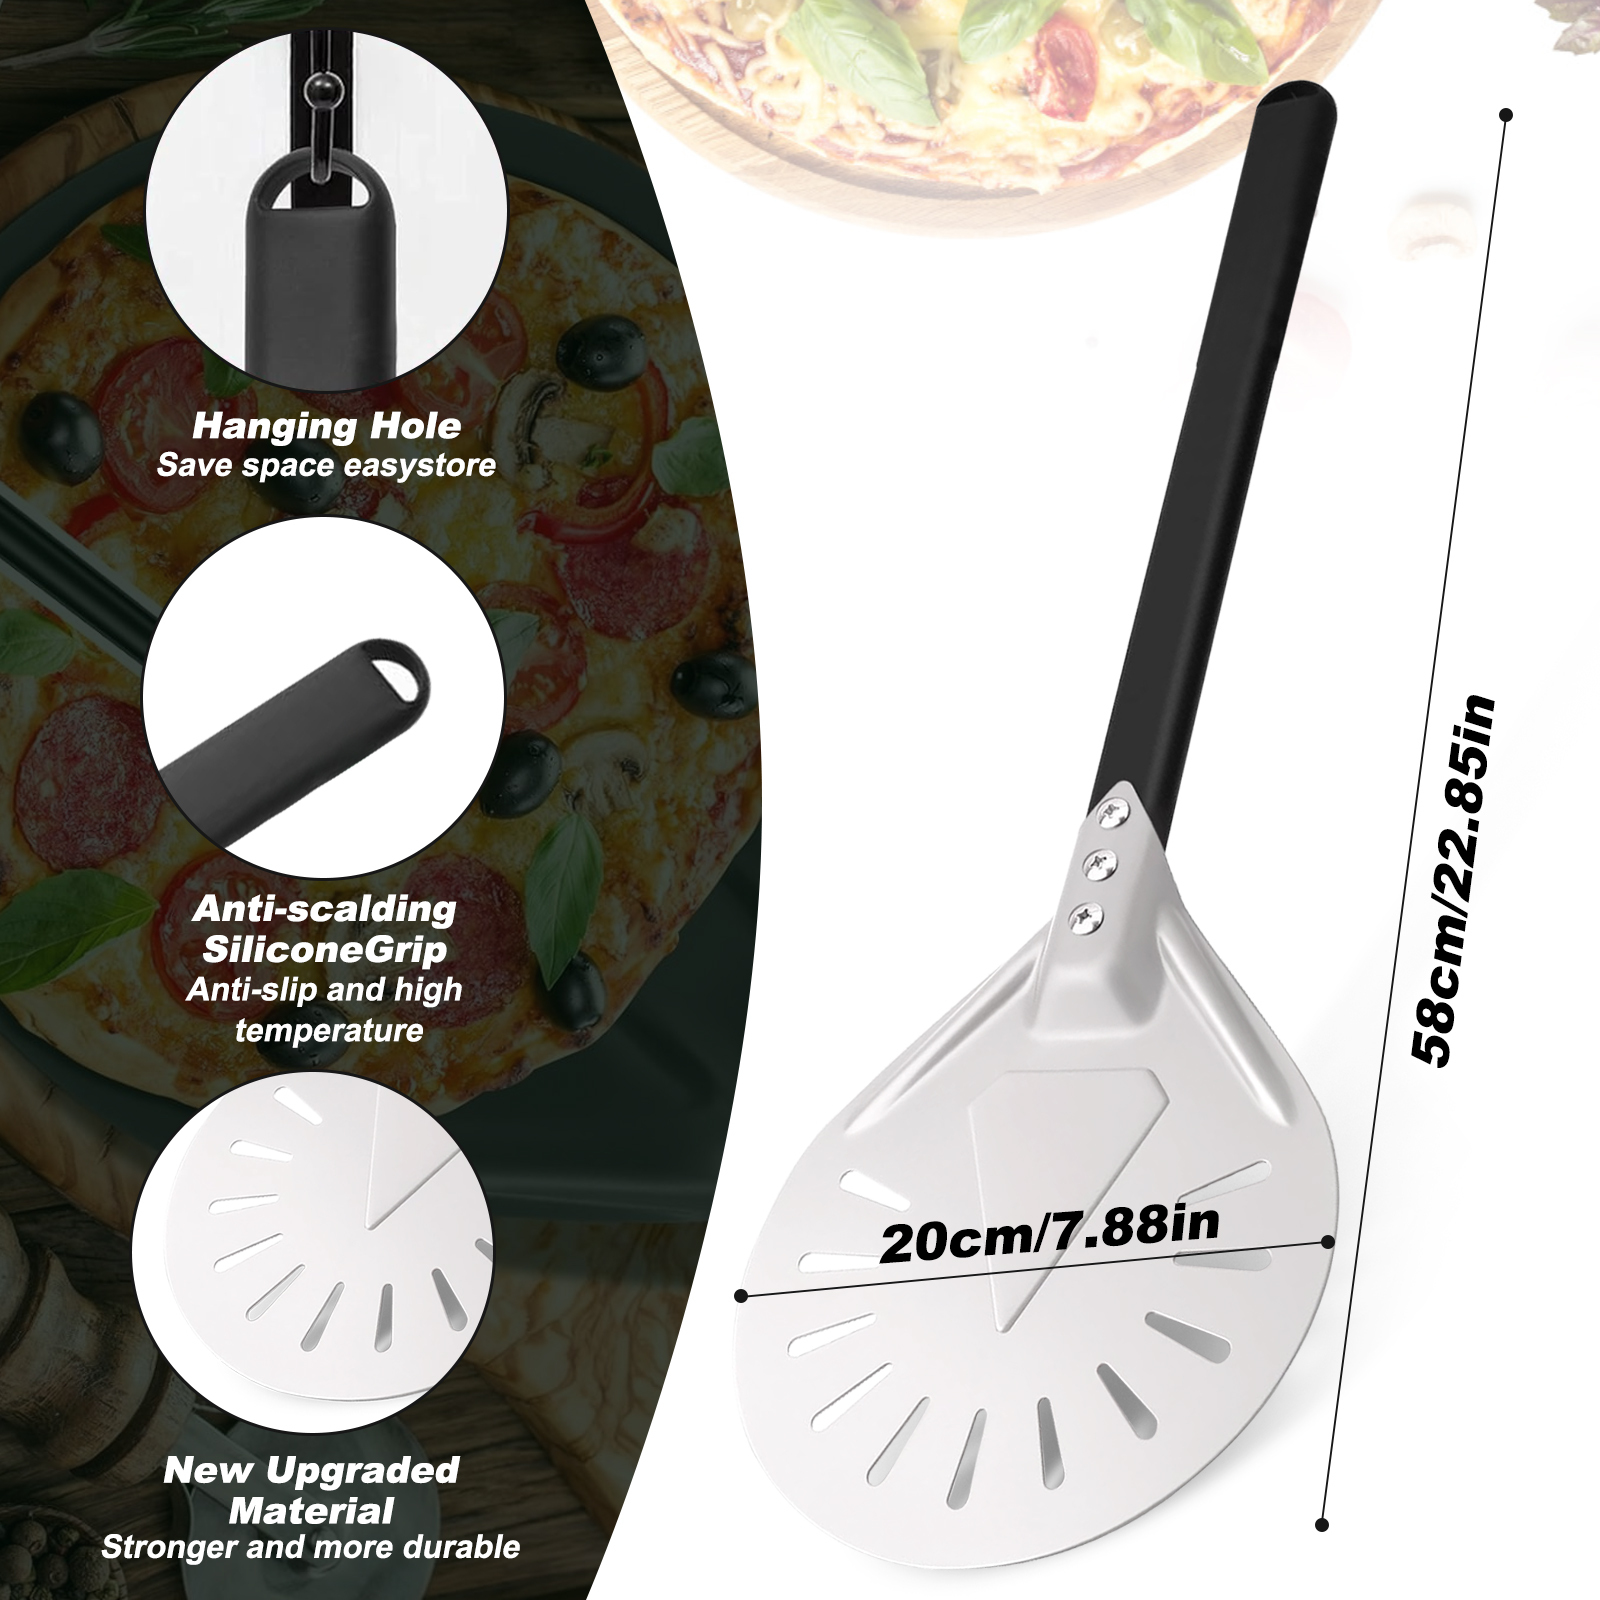 Hanging Hole
Save space easystore
Anti-scalding
SiliconeGrip
Anti-slip and high
temperature
New Upgraded
Material
Stronger and more durable
58cm/22.85in
20cm/7.88in